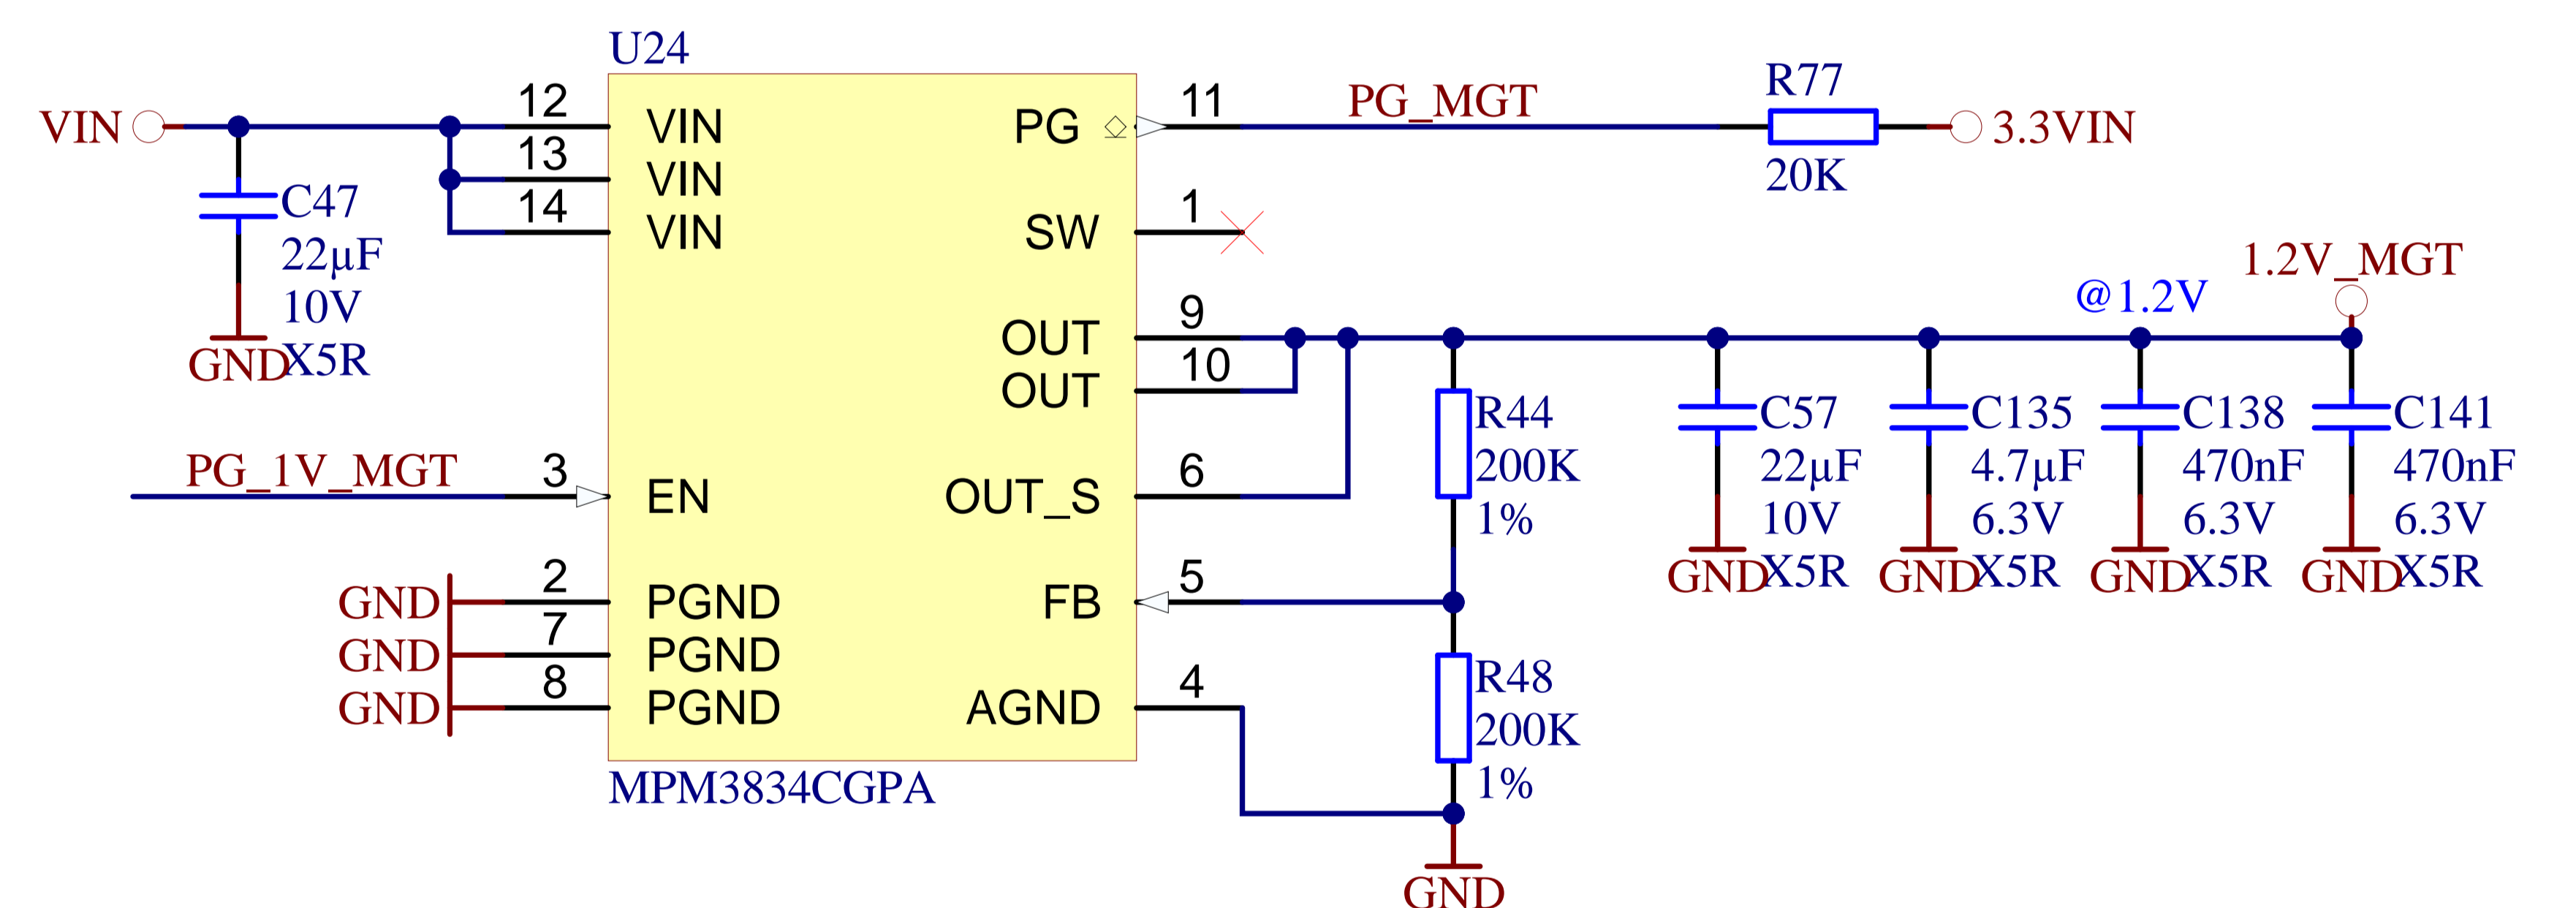 U24
VIN
12
VIN
13
VIN
14
VIN
C47
22µF
10V
X5R
GND
PG_1V_MGT
3
EN
GND
2
PGND
GND
7
PGND
GND
8
PGND
MPM3834CGPA
PG
11
PG_MGT
R77
20K
3.3VIN
SW
1
OUT
9
OUT
10
OUT_S
6
FB
5
AGND
4
@1.2V
1.2V_MGT
R44
200K
1%
R48
200K
1%
GND
C57
22µF
10V
X5R
GND
C135
4.7µF
6.3V
X5R
GND
C138
470nF
6.3V
X5R
GND
C141
470nF
6.3V
X5R
GND